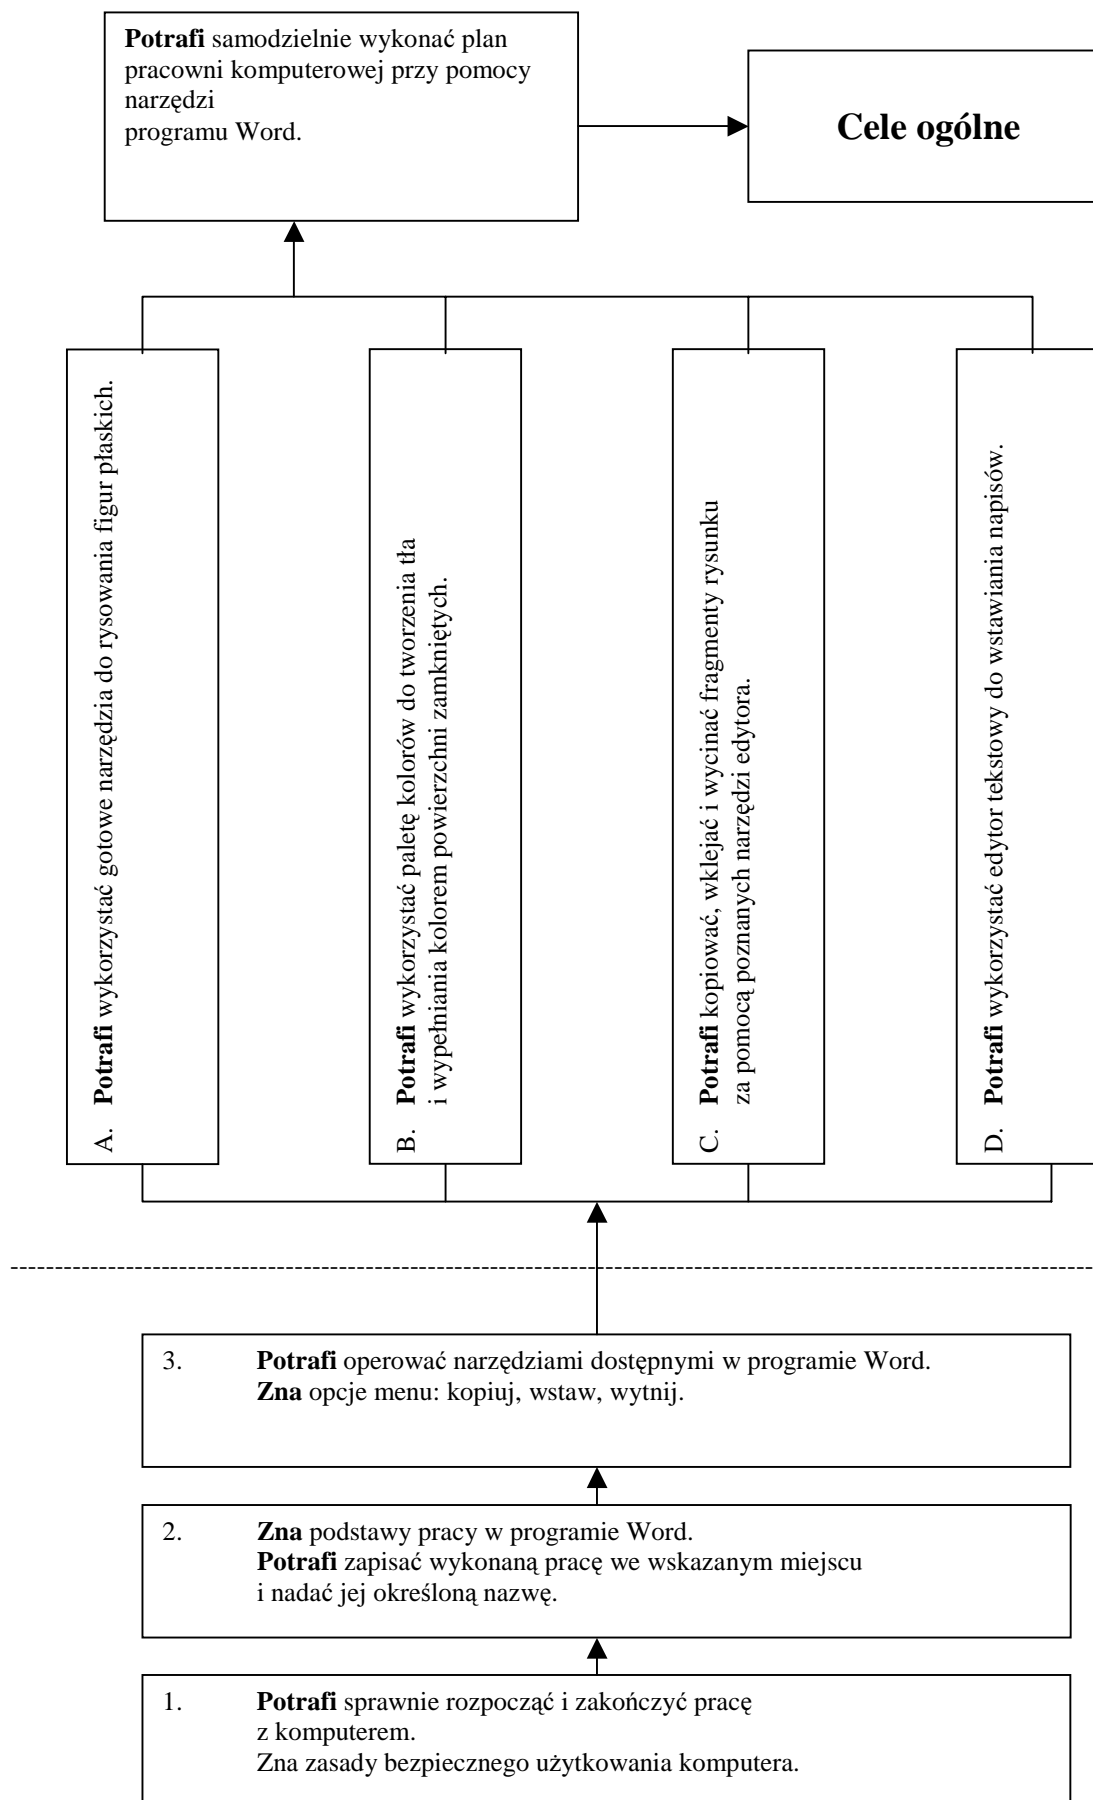 Potrafi samodzielnie wykonać plan
pracowni komputerowej przy pomocy
narzędzi
programu Word.
Cele ogólne
A. Potrafi wykorzystać gotowe narzędzia do rysowania figur płaskich.
B. Potrafi wykorzystać paletę kolorów do tworzenia tła
i wypełniania kolorem powierzchni zamkniętych.
C. Potrafi kopiować, wklejać i wycinać fragmenty rysunku
za pomocą poznanych narzędzi edytora.
D. Potrafi wykorzystać edytor tekstowy do wstawiania napisów.
3. Potrafi operować narzędziami dostępnymi w programie Word.
Zna opcje menu: kopiuj, wstaw, wytnij.
2. Zna podstawy pracy w programie Word.
Potrafi zapisać wykonaną pracę we wskazanym miejscu
i nadać jej określoną nazwę.
1. Potrafi sprawnie rozpocząć i zakończyć pracę
z komputerem.
Zna zasady bezpiecznego użytkowania komputera.